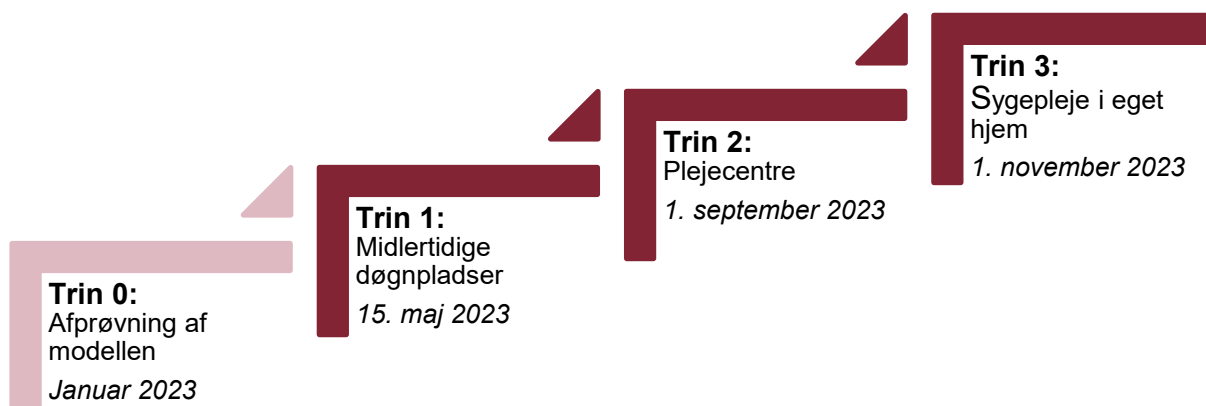 Trin 0:
Afprøvning af
modellen
Januar 2023
Trin 1:
Midlertidige
døgnpladser
15. maj 2023
Trin 2:
Plejecentre
1. september 2023
Trin 3:
Sygepleje i eget
hjem
1. november 2023